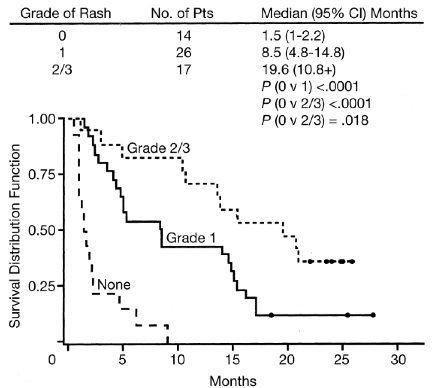 Grade of Rash No. of Pts Median (95% CI) Months
0 14 1.5 (1-2.2)
1 26 8.5 (4.8-14.8)
2/3 17 19.6 (10.8+)
P (0 v 1) <.0001
P (0 v 2/3) <.0001
P (0 v 2/3) = .018
1.00
Grade 2/3
0.75
0.50
Grade 1
0.25
None
Survival Distribution Function
0 5 10 15 20 25 30
Months